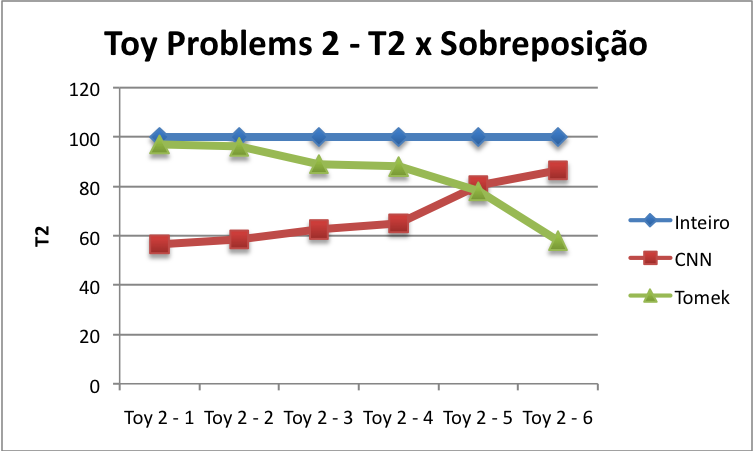 Toy Problems 2 - T2 x Sobreposição
120
100
80
60
40
20
0
T2
Toy 2 - 1 Toy 2 - 2 Toy 2 - 3 Toy 2 - 4 Toy 2 - 5 Toy 2 - 6
Inteiro
CNN
Tomek